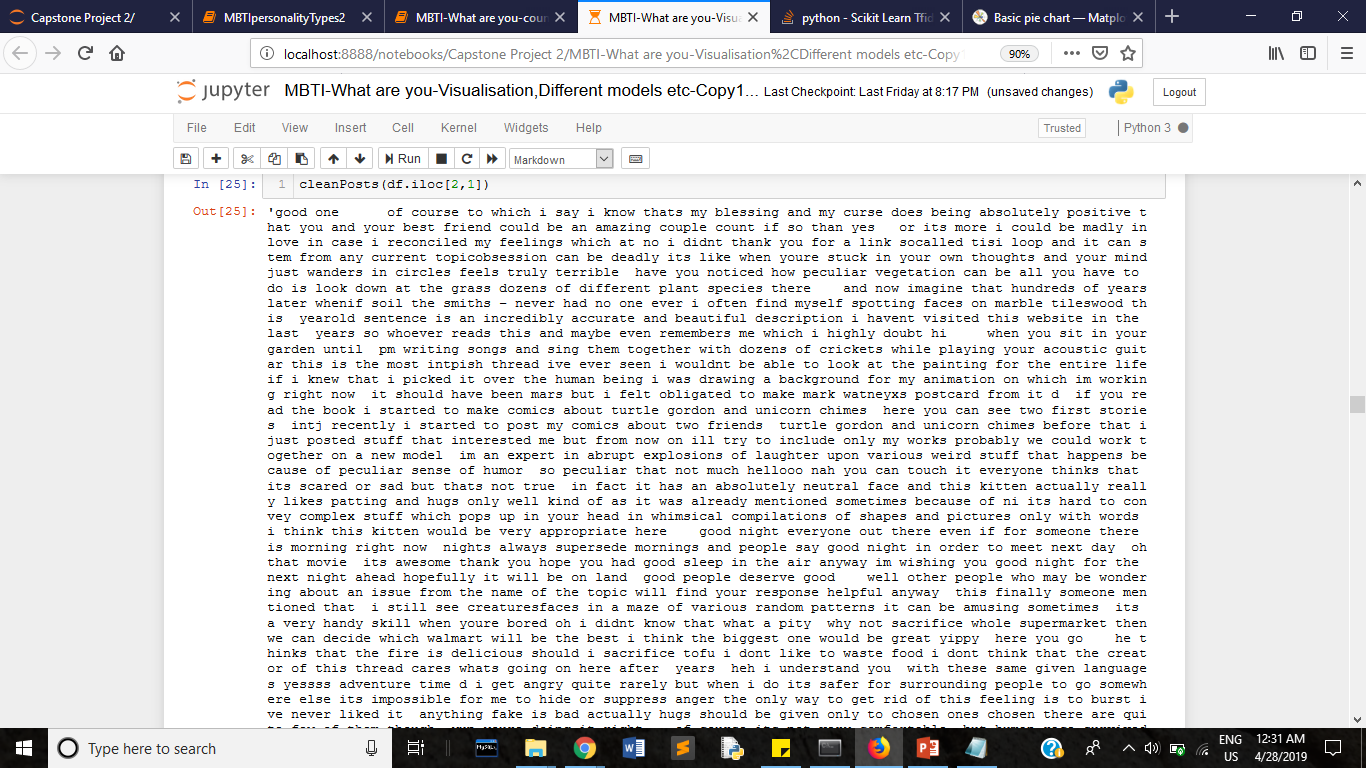 Capstone Project 2/
MBTIpersonalityTypes2
MBTI-What are you-cour
MBTI-What are you-Visua
python - Scikit Learn Tfid
Basic pie chart — Matplo
localhost:8888/notebooks/Capstone Project 2/MBTI-What are you-Visualisation%2CDifferent models etc-Copy
90%
jupyter MBTI-What are you-Visualisation,Different models etc-Copy1... Last Checkpoint: Last Friday at 8:17 PM (unsaved changes)
Logout
File Edit View Insert Cell Kernel Widgets Help
Trusted
Python 3
Run
Markdown
In [25]: 1 cleanPosts(df.iloc[2,1])
Out[25]: 'good one of course to which i say i know thats my blessing and my curse does being absolutely positive t
hat you and your best friend could be an amazing couple count if so than yes or its more i could be madly in
love in case i reconciled my feelings which at no i didnt thank you for a link socalled tisi loop and it can s
tem from any current topicobsession can be deadly its like when youre stuck in your own thoughts and your mind
just wanders in circles feels truly terrible have you noticed how peculiar vegetation can be all you have to
do is look down at the grass dozens of different plant species there and now imagine that hundreds of years
later whenif soil the smiths – never had no one ever i often find myself spotting faces on marble tileswood th
is yearold sentence is an incredibly accurate and beautiful description i havent visited this website in the
last years so whoever reads this and maybe even remembers me which i highly doubt hi when you sit in your
garden until pm writing songs and sing them together with dozens of crickets while playing your acoustic guit
ar this is the most intpish thread ive ever seen i wouldnt be able to look at the painting for the entire life
if i knew that i picked it over the human being i was drawing a background for my animation on which im workin
g right now it should have been mars but i felt obligated to make mark watneyxs postcard from it d if you re
ad the book i started to make comics about turtle gordon and unicorn chimes here you can see two first storie
s intj recently i started to post my comics about two friends turtle gordon and unicorn chimes before that i
just posted stuff that interested me but from now on ill try to include only my works probably we could work t
ogether on a new model im an expert in abrupt explosions of laughter upon various weird stuff that happens be
cause of peculiar sense of humor so peculiar that not much hellooo nah you can touch it everyone thinks that
its scared or sad but thats not true in fact it has an absolutely neutral face and this kitten actually reall
y likes patting and hugs only well kind of as it was already mentioned sometimes because of ni its hard to con
vey complex stuff which pops up in your head in whimsical compilations of shapes and pictures only with words
i think this kitten would be very appropriate here good night everyone out there even if for someone there
is morning right now nights always supersede mornings and people say good night in order to meet next day oh
that movie its awesome thank you hope you had good sleep in the air anyway im wishing you good night for the
next night ahead hopefully it will be on land good people deserve good well other people who may be wonder
ing about an issue from the name of the topic will find your response helpful anyway this finally someone men
tioned that i still see creaturesfaces in a maze of various random patterns it can be amusing sometimes its
a very handy skill when youre bored oh i didnt know that what a pity why not sacrifice whole supermarket then
we can decide which walmart will be the best i think the biggest one would be great yippy here you go he t
hinks that the fire is delicious should i sacrifice tofu i dont like to waste food i dont think that the creat
or of this thread cares whats going on here after years heh i understand you with these same given language
s yessss adventure time d i get angry quite rarely but when i do its safer for surrounding people to go somewh
ere else its impossible for me to hide or suppress anger the only way to get rid of this feeling is to burst i
ve never liked it anything fake is bad actually hugs should be given only to chosen ones chosen there are qui
Type here to search
MySQL
ENG
US
12:31 AM
4/28/2019